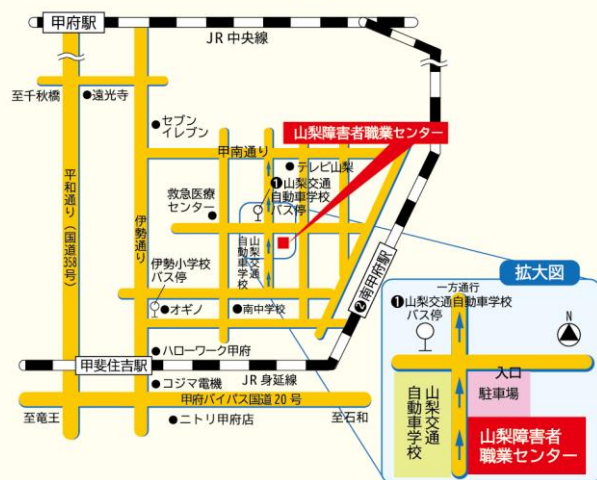 甲府駅
JR中央線
至千秋橋
●遠光寺
●セブン
イレブン
山梨障害者職業センター
甲南通り
●テレビ山梨
❶山梨交通
自動車学校
バス停
救急医療
センター●
平和通り（国道358号）
伊勢通り
伊勢小学校
バス停
山梨交通
自動車学校
❷南甲府駅
●オギノ
●南中学校
●ハローワーク甲府
甲斐住吉駅
JR身延線
●コジマ電機
甲府バイパス国道20号
至竜王
●ニトリ甲府店
至石和
拡大図
一方通行
❶山梨交通自動車学校
バス停
N
入口
駐車場
山梨交通
自動車学校
山梨障害者
職業センター